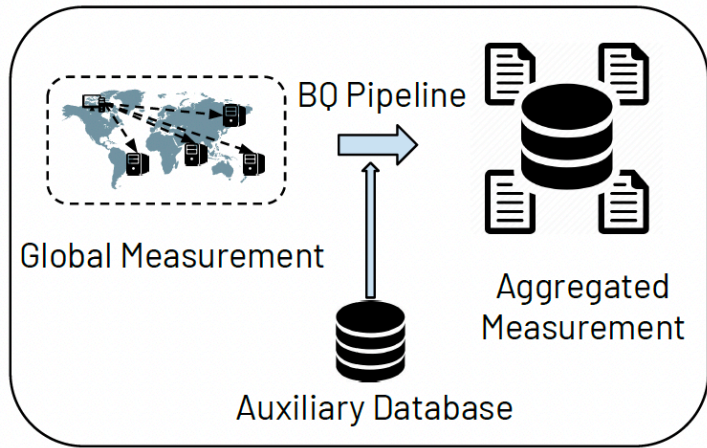 BQ Pipeline
Global Measurement
Aggregated
Measurement
Auxiliary Database